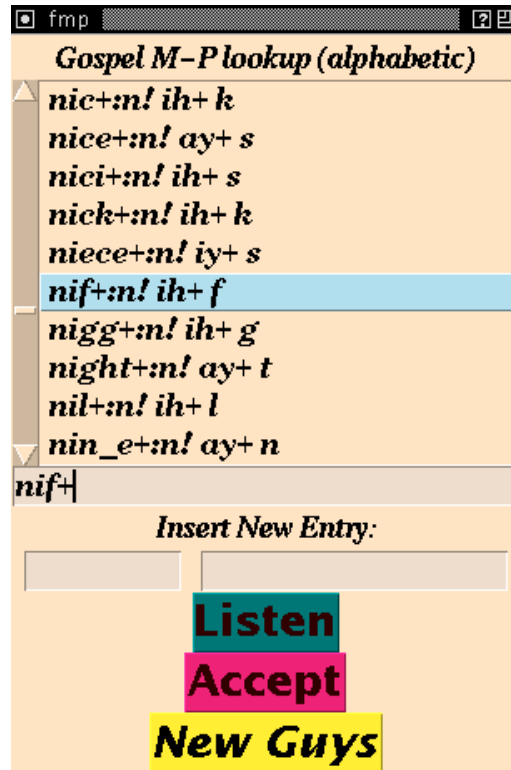 fmp
Gospel M-P lookup (alphabetic)
nic+:n! ih+ k
nice+:n! ay+ s
nici+:n! ih+ s
nick+:n! ih+ k
niece+:n! iy+ s
nif+:n! ih+ f
nigg+:n! ih+ g
night+:n! ay+ t
nil+:n! ih+ l
nin_e+:n! ay+ n
nif+
Insert New Entry:
Listen
Accept
New Guys